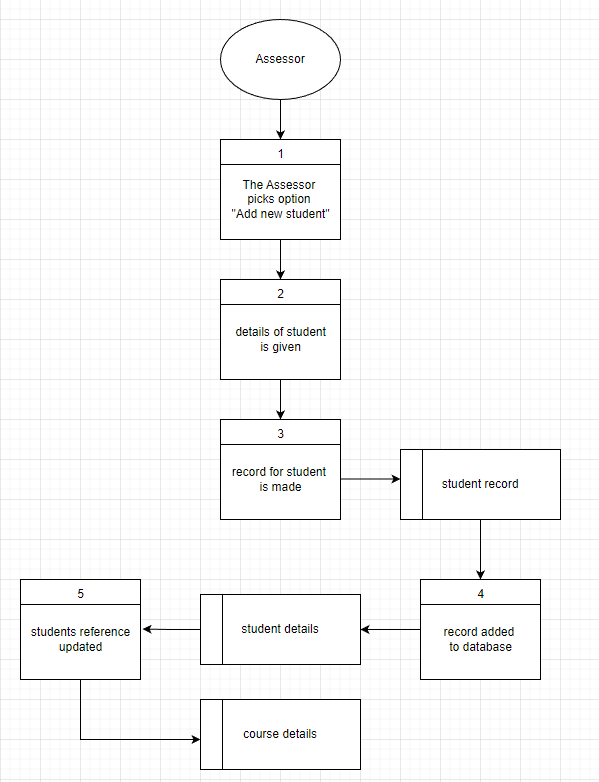 Assessor
1
The Assessor
picks option
"Add new student"
2
details of student
is given
3
record for student
is made
student record
4
record added
to database
student details
5
students reference
updated
course details